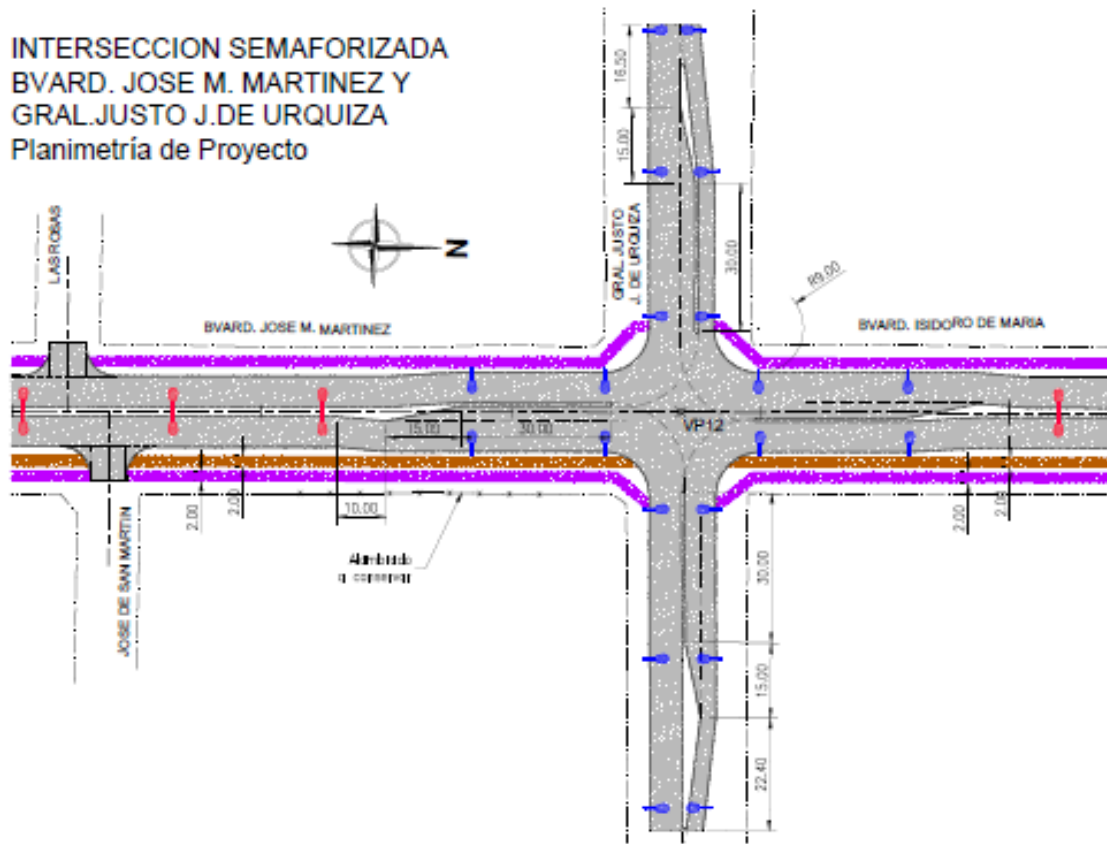 INTERSECCION SEMAFORIZADA
BVARD. JOSE M. MARTINEZ Y
GRAL.JUSTO J.DE URQUIZA
Planimetría de Proyecto
16.50
15.00
30.00
GRAL. JUSTO
J. DE URQUIZA
LAS ROSAS
N
R9.00
BVARD. JOSE M. MARTINEZ
BVARD. ISIDORO DE MARIA
VP12
15.00
30.00
10.00
2.00
2.00
2.00
2.00
JOSE DE SAN MARTIN
Alambrado
a conservar
30.00
15.00
22.40